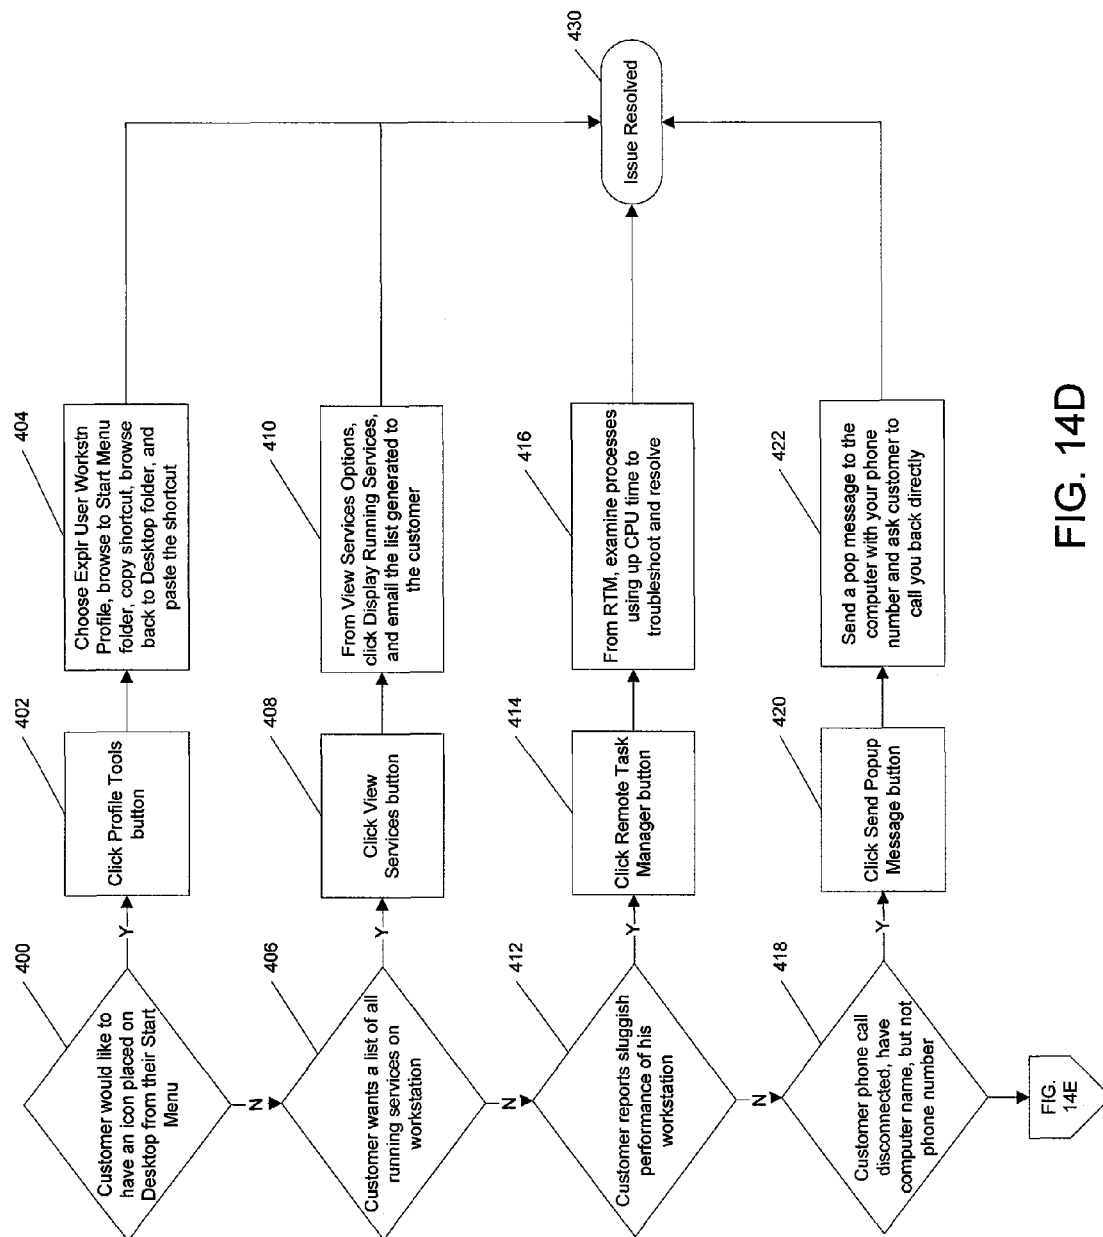 400
Customer would like to
have an icon placed on
Desktop from their Start
Menu
Y
402
Click Profile Tools
button
404
Choose Explr User Workstn
Profile, browse to Start Menu
folder, copy shortcut, browse
back to Desktop folder, and
paste the shortcut
N
406
Customer wants a list of all
running services on
workstation
Y
408
Click View
Services button
410
From View Services Options,
click Display Running Services,
and email the list generated to
the customer
N
412
Customer reports sluggish
performance of his
workstation
Y
414
Click Remote Task
Manager button
416
From RTM, examine processes
using up CPU time to
troubleshoot and resolve
N
418
Customer phone call
disconnected, have
computer name, but not
phone number
Y
420
Click Send Popup
Message button
422
Send a pop message to the
computer with your phone
number and ask customer to
call you back directly
430
Issue Resolved
FIG.
14E
FIG. 14D